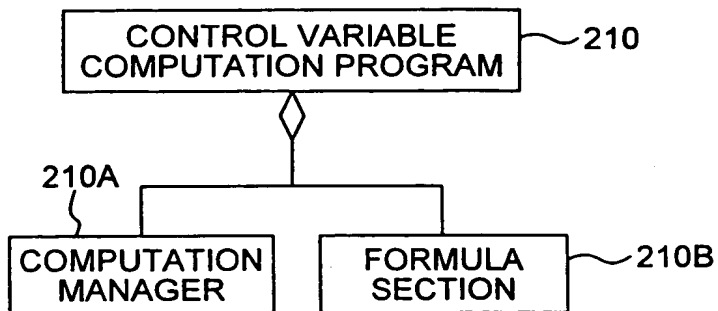 CONTROL VARIABLE
COMPUTATION PROGRAM
210
210A
COMPUTATION
MANAGER
FORMULA
SECTION
210B